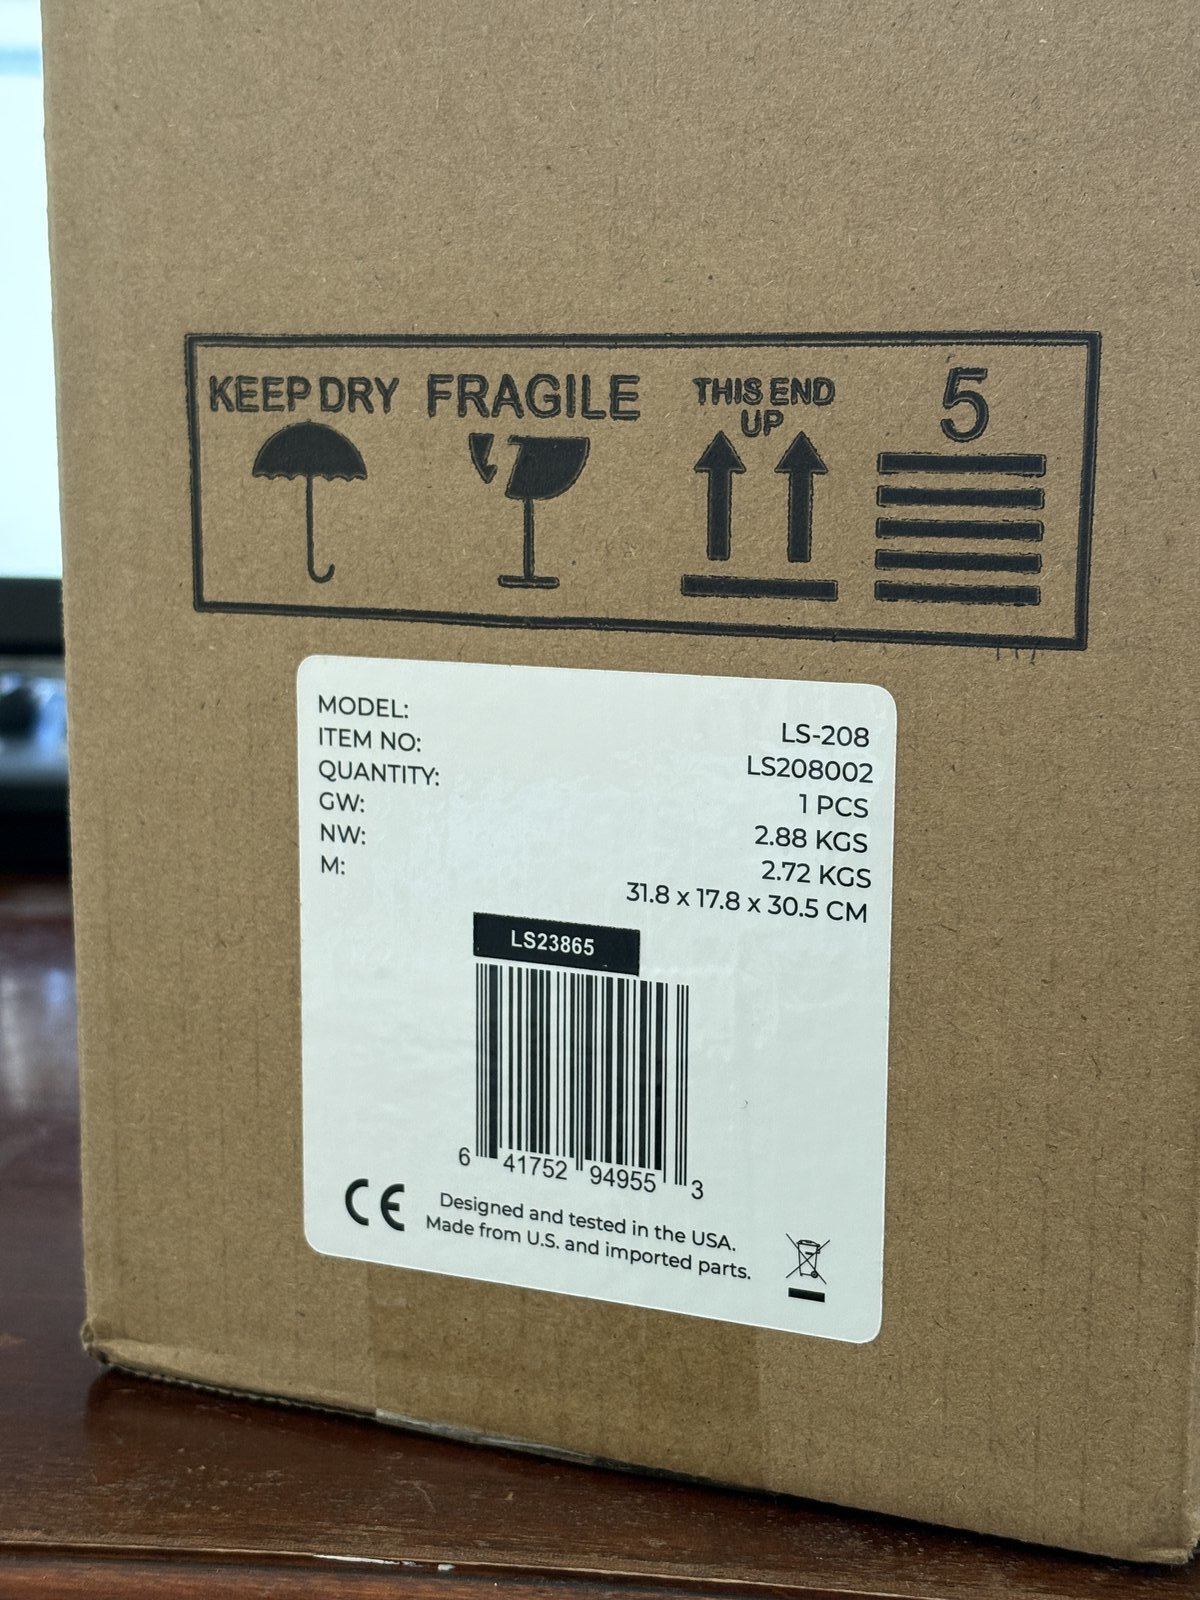 KEEP DRY FRAGILE THIS END UP 5
MODEL: LS-208
ITEM NO: LS208002
QUANTITY: 1 PCS
GW: 2.88 KGS
NW: 2.72 KGS
M: 31.8 x 17.8 x 30.5 CM
LS23865
6 41752 94955 3
CE Designed and tested in the USA.
Made from U.S. and imported parts.